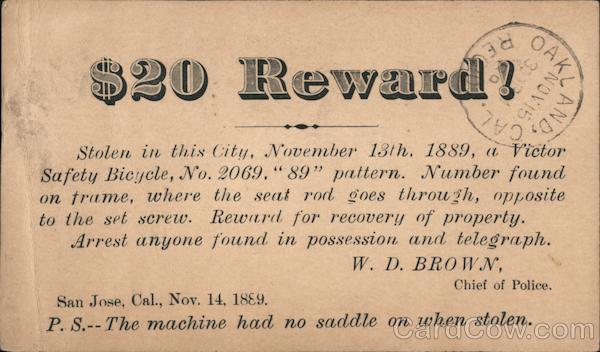 $20 Reward!
OAKLAND, CAL.
NOV 15
RE
Stolen in this City, November 13th, 1889, a Victor
Safety Bicycle, No. 2069, "89" pattern. Number found
on frame, where the seat rod goes through, opposite
to the set screw. Reward for recovery of property.
Arrest anyone found in possession and telegraph.
W. D. BROWN,
Chief of Police.
San Jose, Cal., Nov. 14, 1889.
P. S.--The machine had no saddle on when stolen.
CardCow.com